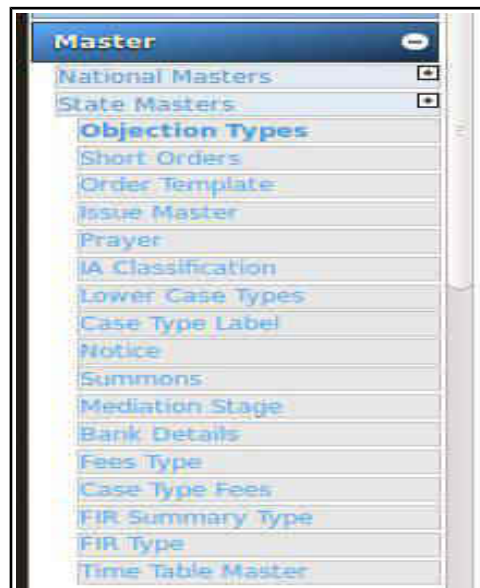 Master
National Masters
State Masters
Objection Types
Short Orders
Order Template
Issue Master
Prayer
IA Classification
Lower Case Types
Case Type Label
Notice
Summons
Mediation Stage
Bank Details
Fees Type
Case Type Fees
FIR Summary Type
FIR Type
Time Table Master